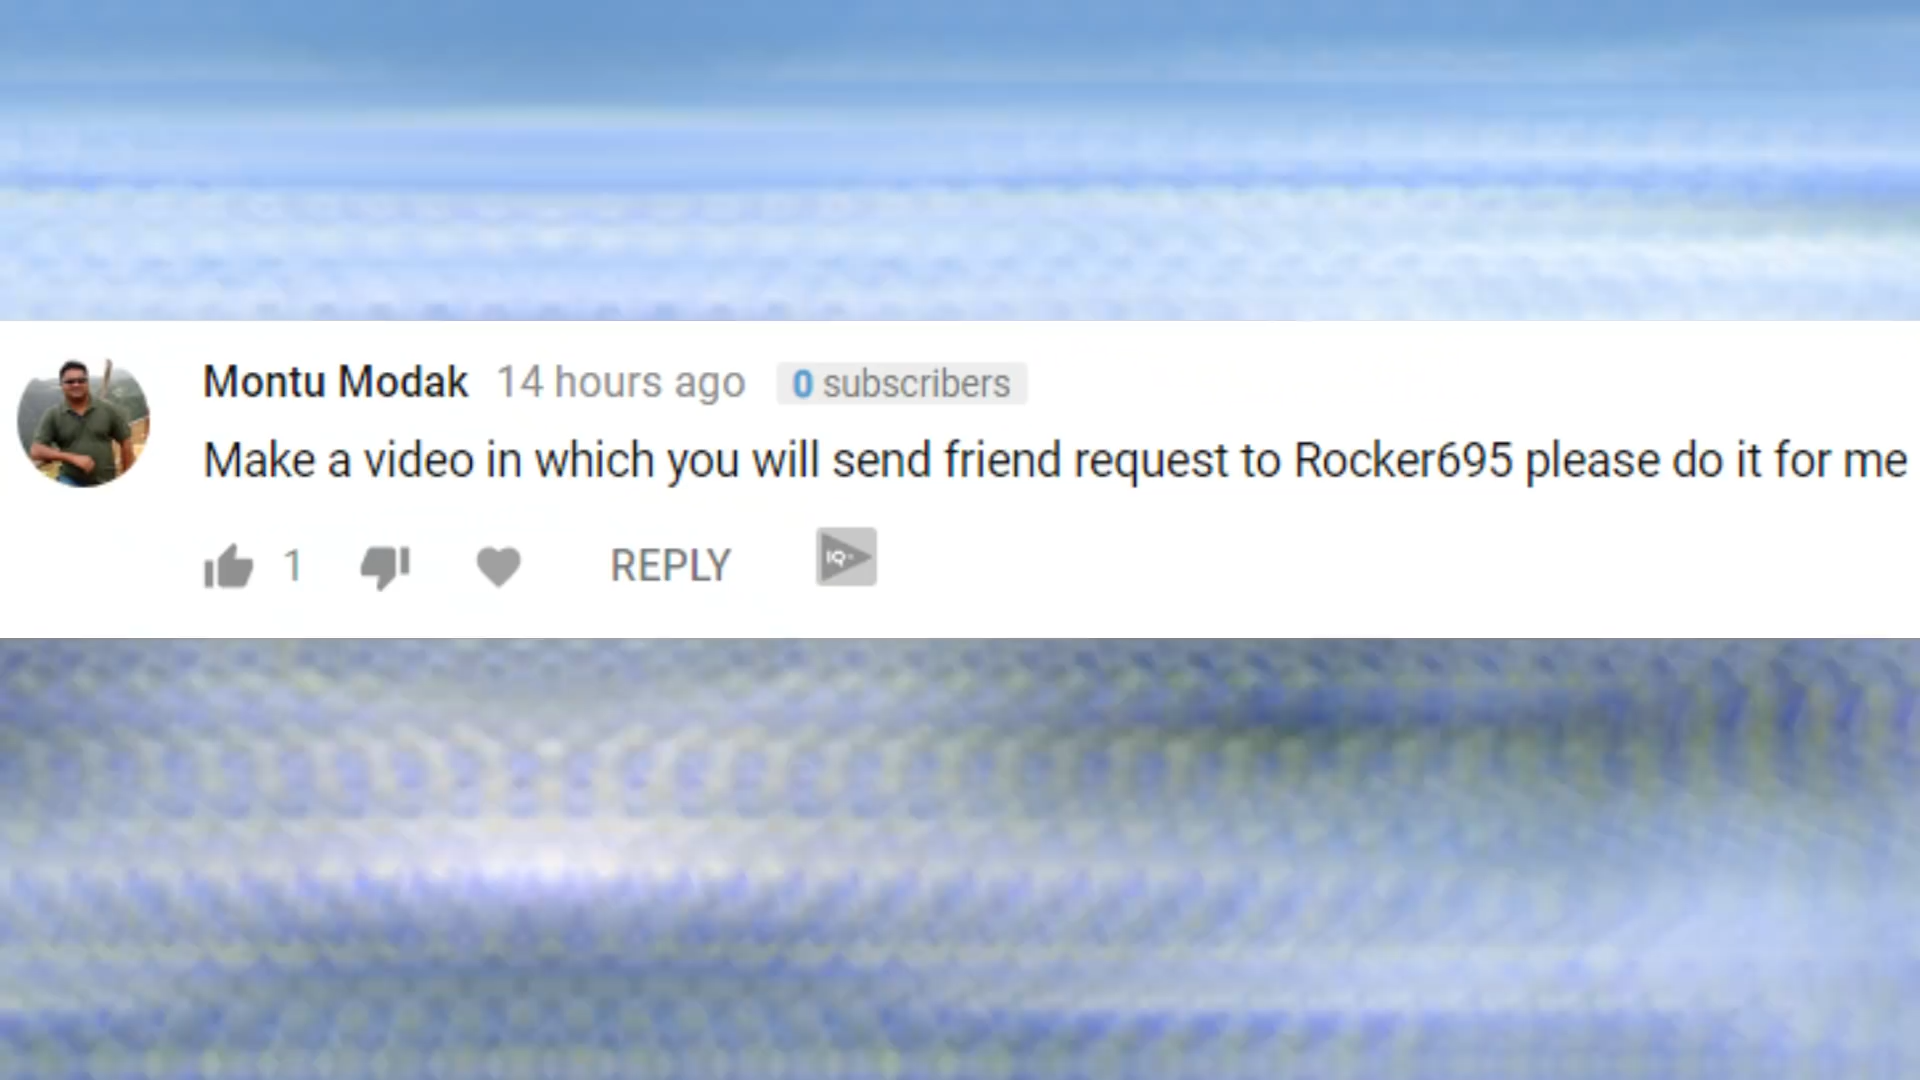 Montu Modak 14 hours ago 0 subscribers
Make a video in which you will send friend request to Rocker695 please do it for me
1 REPLY IQ